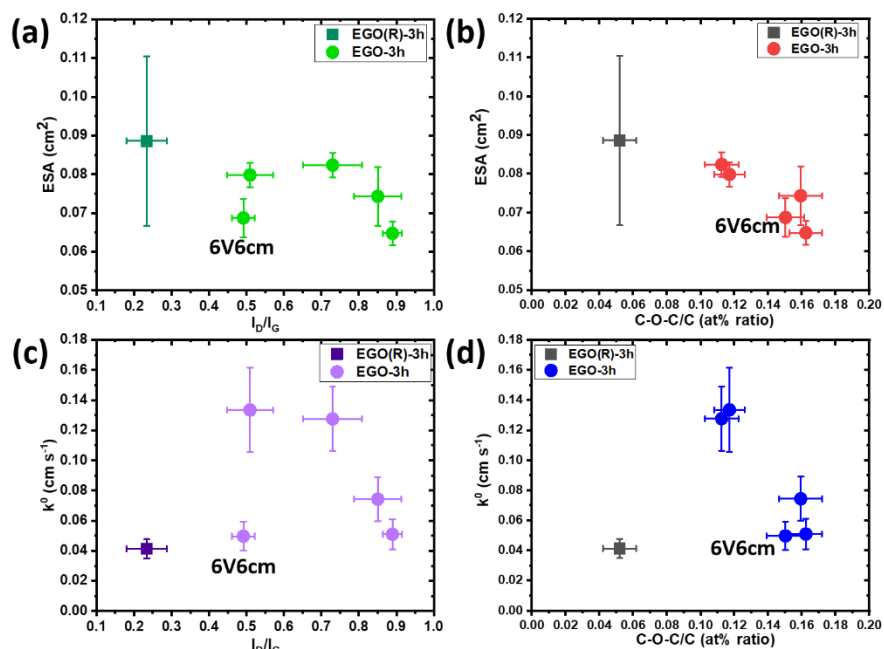 (a)
0.12
0.11
0.10
0.09
0.08
0.07
0.06
0.05
ESA (cm²)
EGO(R)-3h
EGO-3h
6V6cm
0.1 0.2 0.3 0.4 0.5 0.6 0.7 0.8 0.9 1.0
I_D/I_G
(b)
0.12
0.11
0.10
0.09
0.08
0.07
0.06
0.05
ESA (cm²)
EGO(R)-3h
EGO-3h
6V6cm
0.00 0.02 0.04 0.06 0.08 0.10 0.12 0.14 0.16 0.18 0.20
C-O-C/C (at% ratio)
(c)
0.18
0.16
0.14
0.12
0.10
0.08
0.06
0.04
0.02
0.00
κ⁰ (cm s⁻¹)
EGO(R)-3h
EGO-3h
6V6cm
0.1 0.2 0.3 0.4 0.5 0.6 0.7 0.8 0.9 1.0
I_D/I_G
(d)
0.18
0.16
0.14
0.12
0.10
0.08
0.06
0.04
0.02
0.00
κ⁰ (cm s⁻¹)
EGO(R)-3h
EGO-3h
6V6cm
0.00 0.02 0.04 0.06 0.08 0.10 0.12 0.14 0.16 0.18 0.20
C-O-C/C (at% ratio)